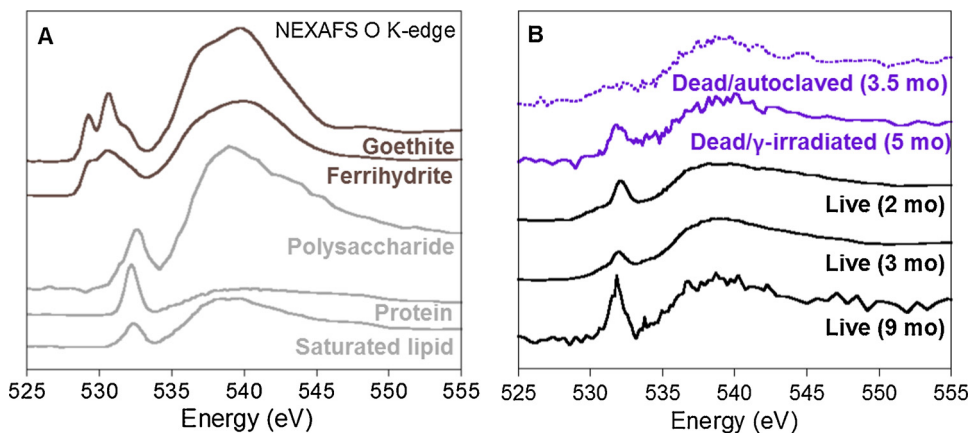 A
NEXAFS O K-edge
Goethite
Ferrihydrite
Polysaccharide
Protein
Saturated lipid
525 530 535 540 545 550 555
Energy (eV)
B
Dead/autoclaved (3.5 mo)
Dead/γ-irradiated (5 mo)
Live (2 mo)
Live (3 mo)
Live (9 mo)
525 530 535 540 545 550 555
Energy (eV)